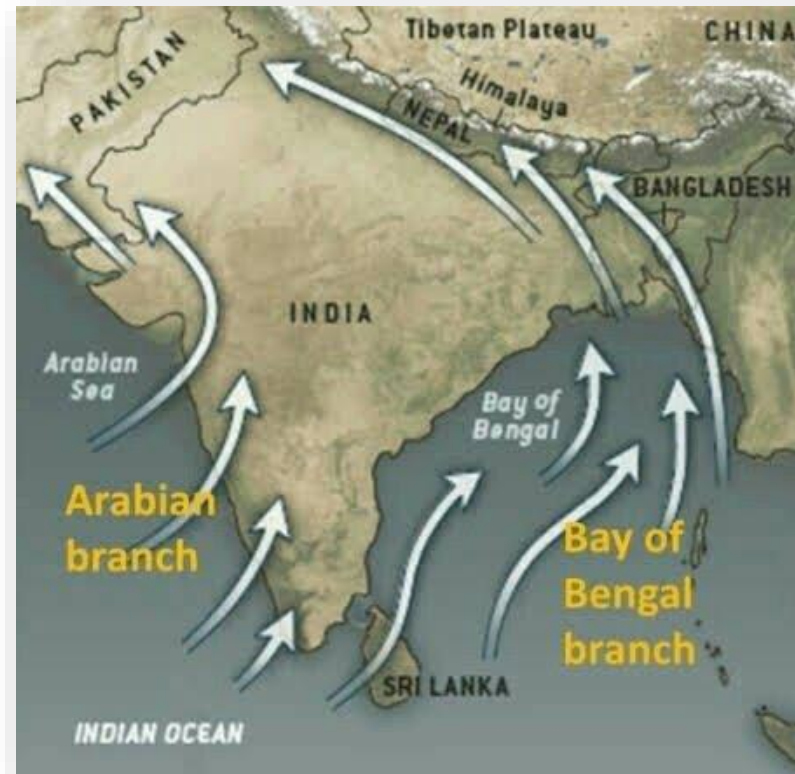 Tibetan Plateau
CHINA
PAKISTAN
Himalaya
NEPAL
BANGLADESH
INDIA
Arabian
Sea
Bay of
Bengal
Arabian
branch
Bay of
Bengal
branch
SRI LANKA
INDIAN OCEAN